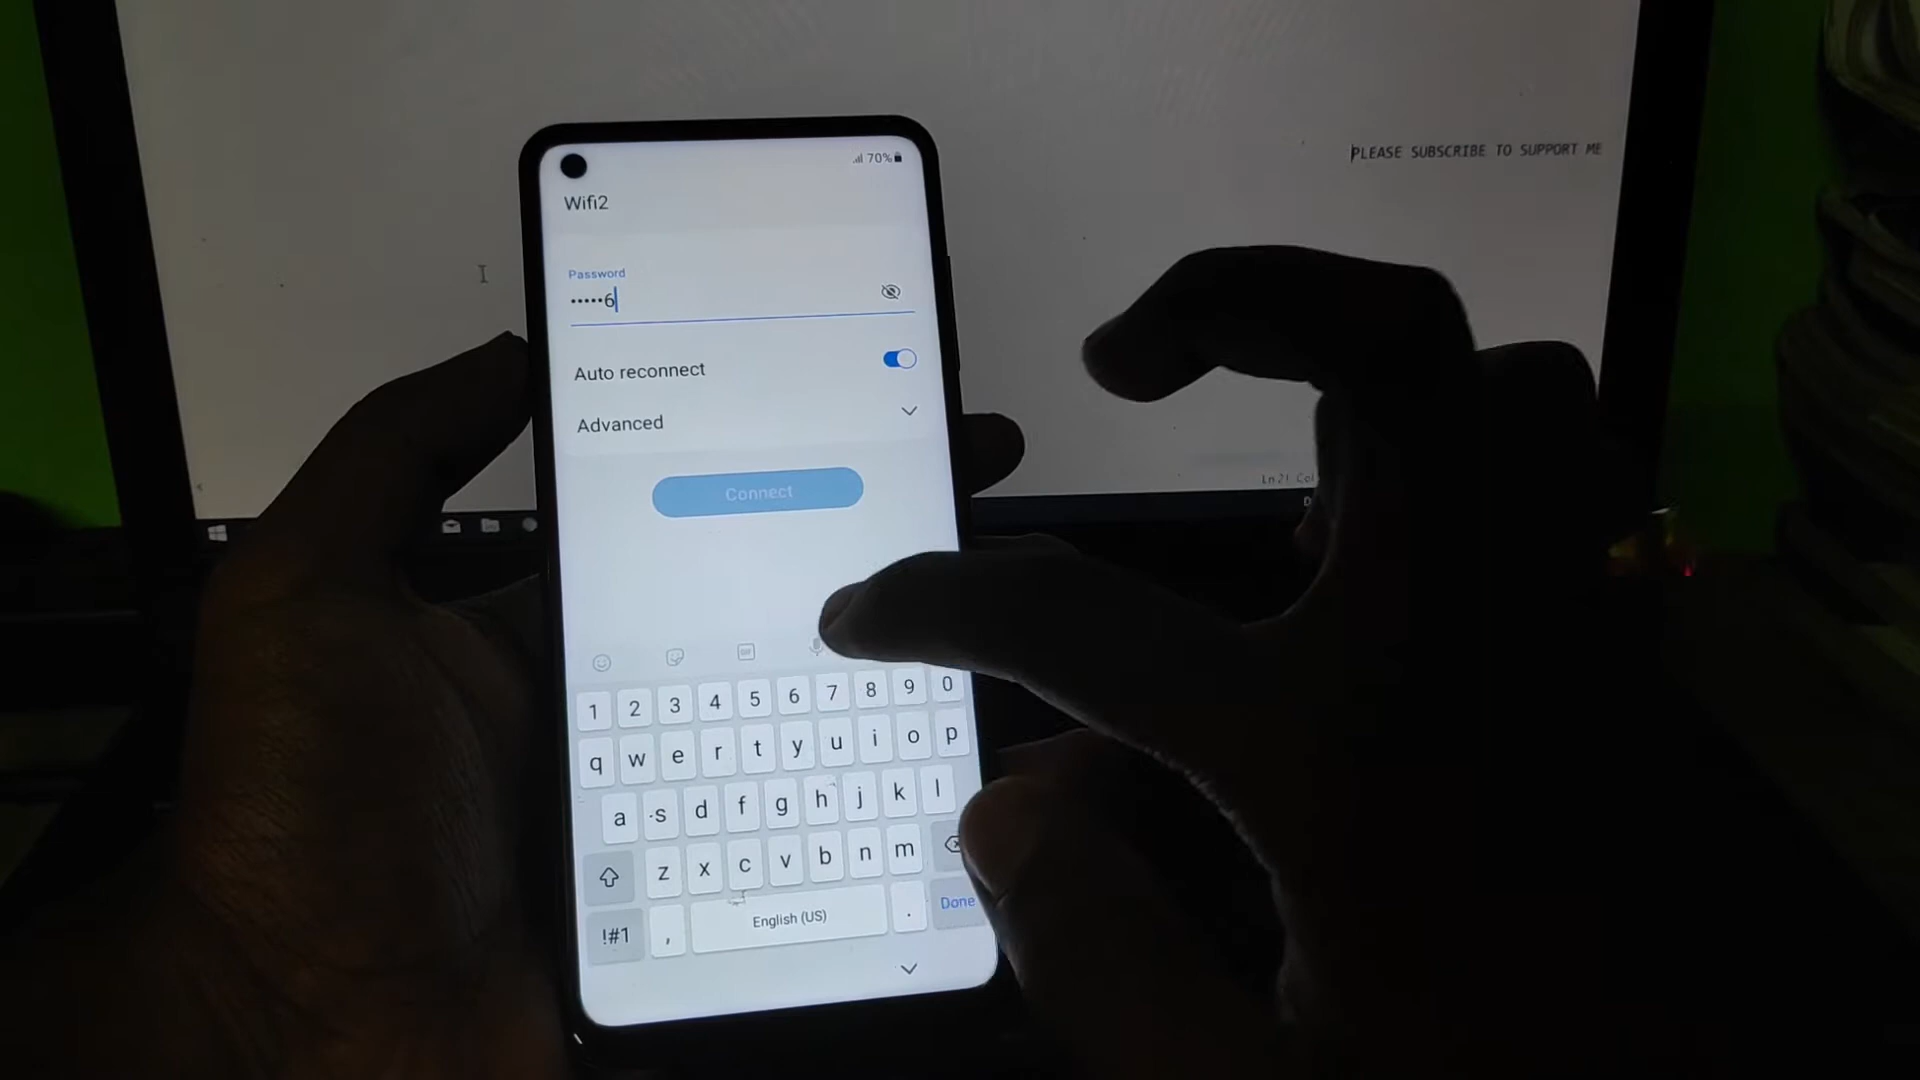 PLEASE SUBSCRIBE TO SUPPORT ME
70%
Wifi2
Password
•••••6
Auto reconnect
Advanced
Connect
1 2 3 4 5 6 7 8 9 0
q w e r t y u i o p
a s d f g h j k l
z x c v b n m
!#1 , English (US) . Done